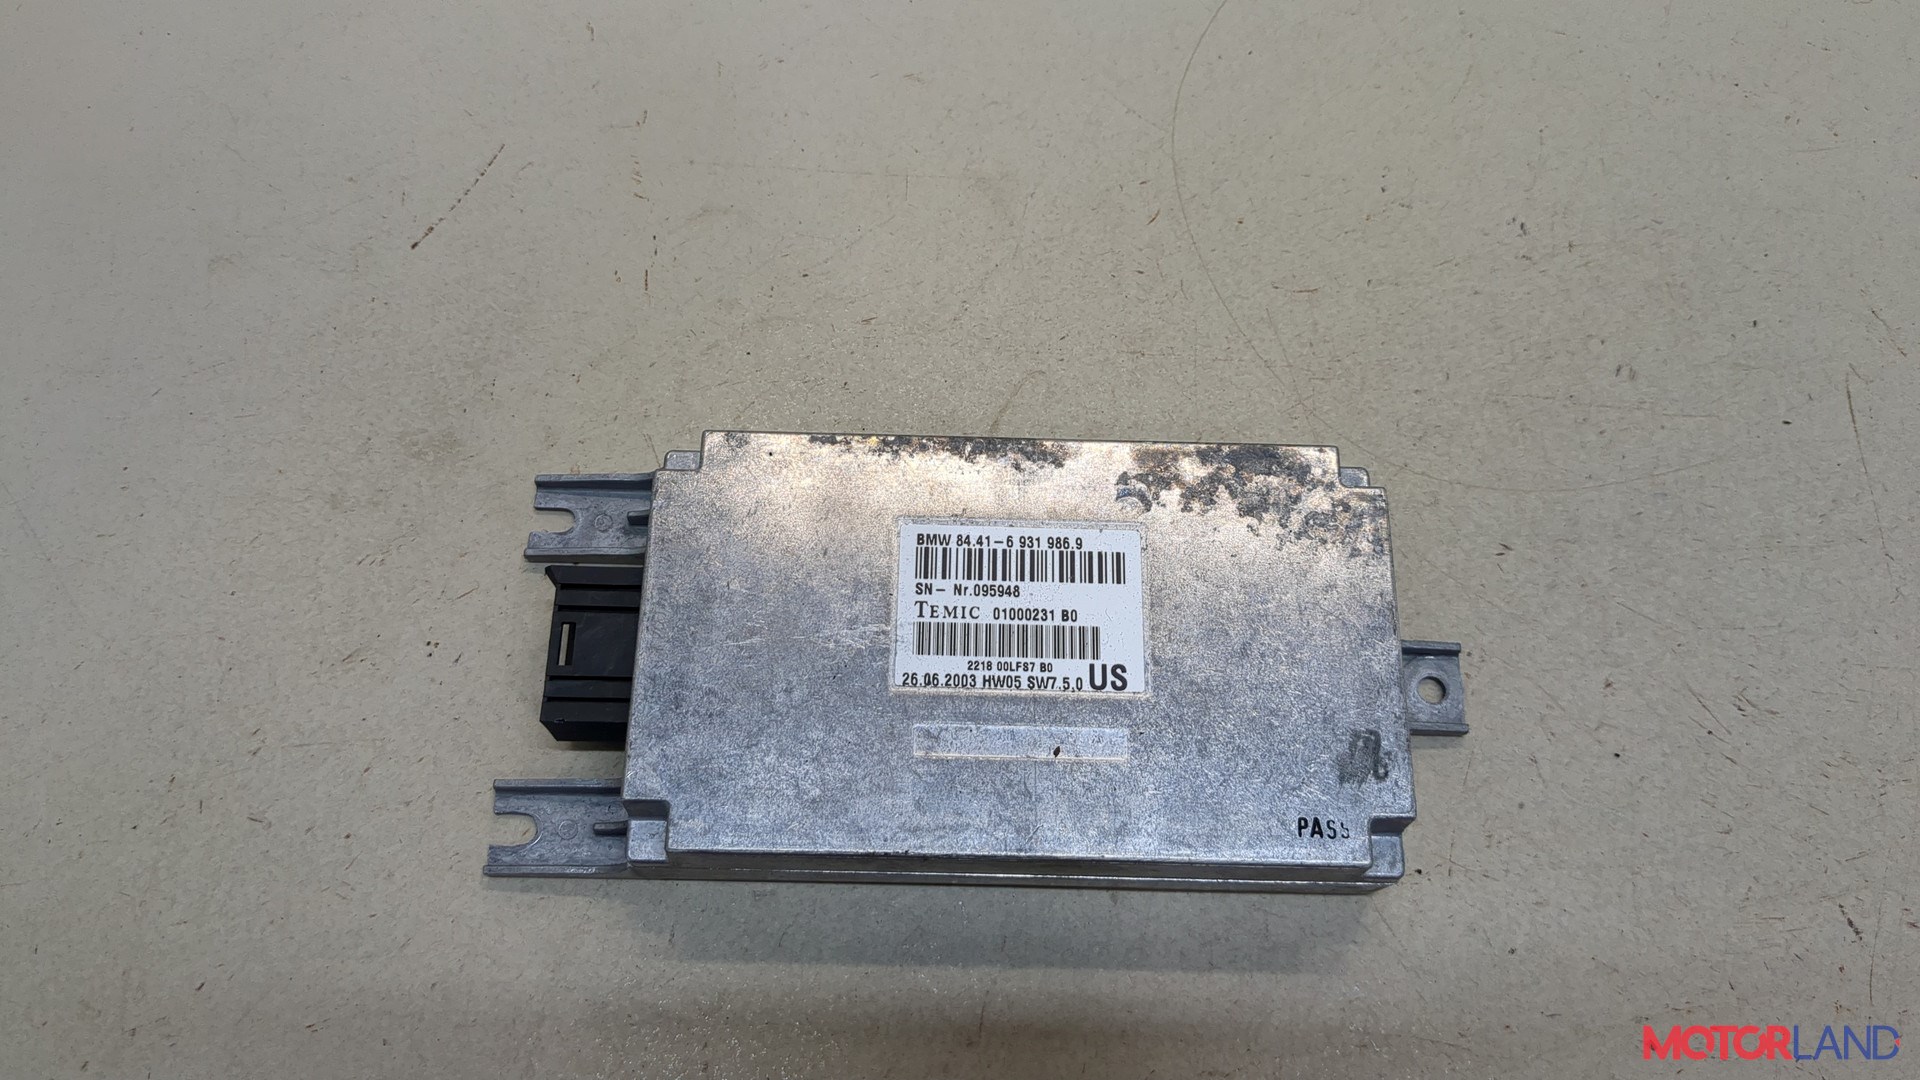 BMW 84.41-6 931 986.9
SN- Nr.095948
TEMIC 01000231 B0
2218 00LFS7 B0
26.06.2003 HW05 SW7.5.0 US
PASS
MOTORLAND